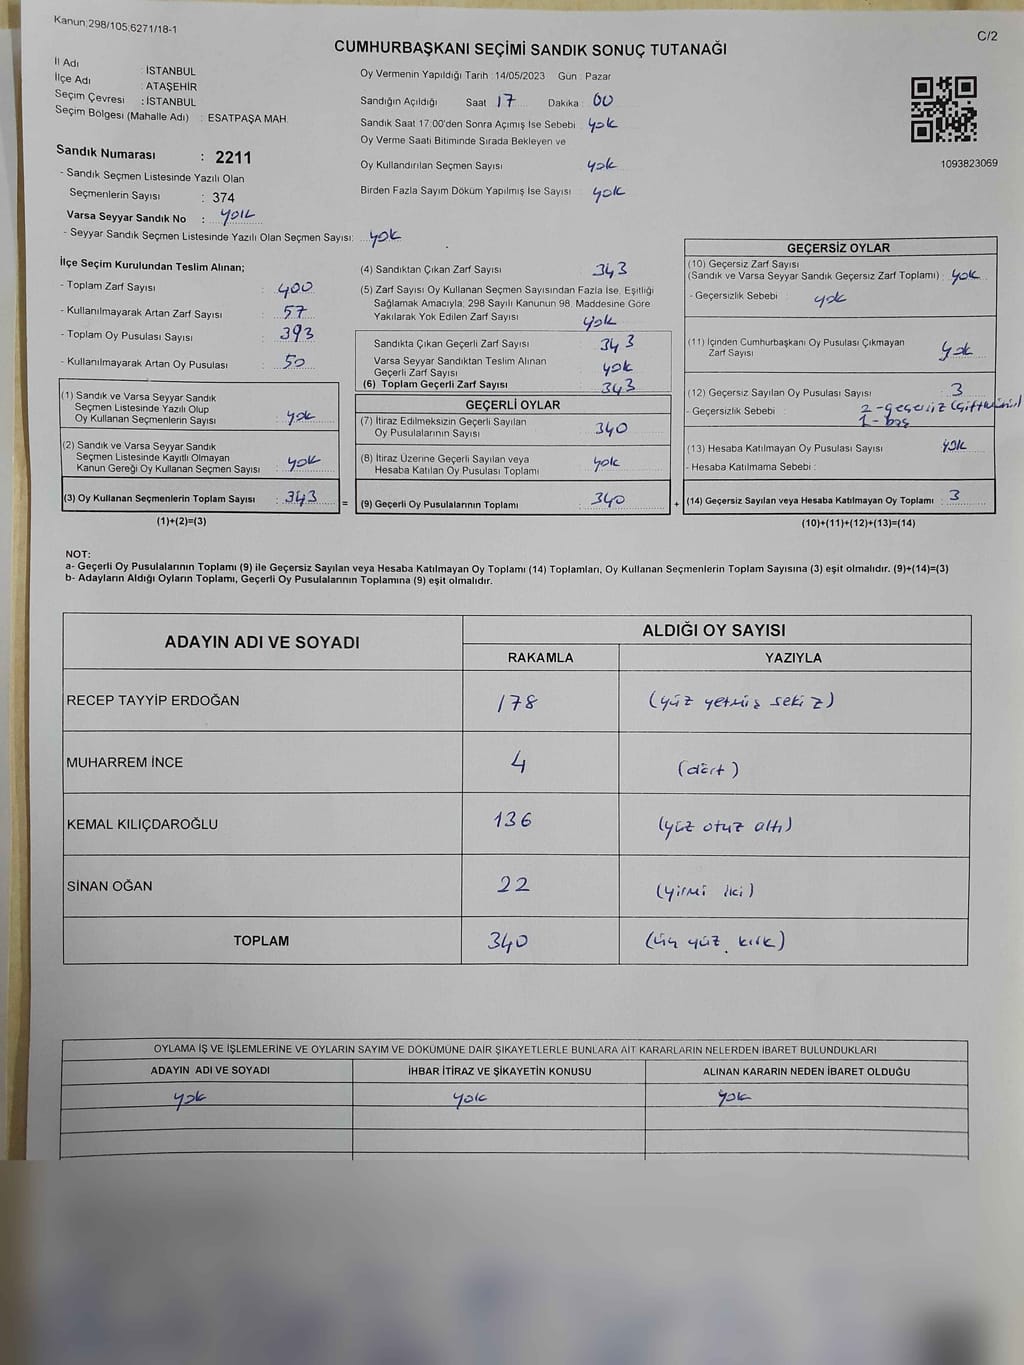 Kanun;298/105;6271/18-1
C/2
CUMHURBAŞKANI SEÇİMİ SANDIK SONUÇ TUTANAĞI
İl Adı : İSTANBUL
İlçe Adı : ATAŞEHİR
Seçim Çevresi : İSTANBUL
Seçim Bölgesi (Mahalle Adı) : ESATPAŞA MAH.
Sandık Numarası : 2211
- Sandık Seçmen Listesinde Yazılı Olan
Seçmenlerin Sayısı : 374
Varsa Seyyar Sandık No : yok
- Seyyar Sandık Seçmen Listesinde Yazılı Olan Seçmen Sayısı: yok
Oy Vermenin Yapıldığı Tarih : 14/05/2023 Gün : Pazar
Sandığın Açıldığı Saat 17 Dakika : 00
Sandık Saat 17:00'den Sonra Açımış İse Sebebi : yok
Oy Verme Saati Bitiminde Sırada Bekleyen ve
Oy Kullandırılan Seçmen Sayısı yok
Birden Fazla Sayım Döküm Yapılmış İse Sayısı : yok
1093823069
İlçe Seçim Kurulundan Teslim Alınan;
- Toplam Zarf Sayısı : 400
- Kullanılmayarak Artan Zarf Sayısı : 57
- Toplam Oy Pusulası Sayısı : 393
- Kullanılmayarak Artan Oy Pusulası : 50
(1) Sandık ve Varsa Seyyar Sandık
Seçmen Listesinde Yazılı Olup
Oy Kullanan Seçmenlerin Sayısı : yok
(2) Sandık ve Varsa Seyyar Sandık
Seçmen Listesinde Kayıtlı Olmayan
Kanun Gereği Oy Kullanan Seçmen Sayısı : yok
(3) Oy Kullanan Seçmenlerin Toplam Sayısı : 343 =
(1)+(2)=(3)
(4) Sandıktan Çıkan Zarf Sayısı : 343
(5) Zarf Sayısı Oy Kullanan Seçmen Sayısından Fazla İse, Eşitliği
Sağlamak Amacıyla; 298 Sayılı Kanunun 98. Maddesine Göre
Yakılarak Yok Edilen Zarf Sayısı yok
Sandıkta Çıkan Geçerli Zarf Sayısı : 343
Varsa Seyyar Sandıktan Teslim Alınan
Geçerli Zarf Sayısı : yok
(6) Toplam Geçerli Zarf Sayısı : 343
GEÇERLİ OYLAR
(7) İtiraz Edilmeksizin Geçerli Sayılan
Oy Pusulalarının Sayısı : 340
(8) İtiraz Üzerine Geçerli Sayılan veya
Hesaba Katılan Oy Pusulası Toplamı : yok
(9) Geçerli Oy Pusulalarının Toplamı : 340 +
GEÇERSİZ OYLAR
(10) Geçersiz Zarf Sayısı
(Sandık ve Varsa Seyyar Sandık Geçersiz Zarf Toplamı) : yok
- Geçersizlik Sebebi : yok
(11) İçinden Cumhurbaşkanı Oy Pusulası Çıkmayan
Zarf Sayısı : yok
(12) Geçersiz Sayılan Oy Pusulası Sayısı : 3
- Geçersizlik Sebebi : 2 - geçersiz
1 - boş
(13) Hesaba Katılmayan Oy Pusulası Sayısı : yok
- Hesaba Katılmama Sebebi :
(14) Geçersiz Sayılan veya Hesaba Katılmayan Oy Toplamı : 3
(10)+(11)+(12)+(13)=(14)
NOT:
a- Geçerli Oy Pusulalarının Toplamı (9) ile Geçersiz Sayılan veya Hesaba Katılmayan Oy Toplamı (14) Toplamları, Oy Kullanan Seçmenlerin Toplam Sayısına (3) eşit olmalıdır. (9)+(14)=(3)
b- Adayların Aldığı Oyların Toplamı, Geçerli Oy Pusulalarının Toplamına (9) eşit olmalıdır.
ADAYIN ADI VE SOYADI ALDIĞI OY SAYISI
RAKAMLA YAZIYLA
RECEP TAYYİP ERDOĞAN 178 (yüz yetmiş sekiz)
MUHARREM İNCE 4 (dört)
KEMAL KILIÇDAROĞLU 136 (yüz otuz altı)
SİNAN OĞAN 22 (yirmi iki)
TOPLAM 340 (üç yüz kırk)
OYLAMA İŞ VE İŞLEMLERİNE VE OYLARIN SAYIM VE DÖKÜMÜNE DAİR ŞİKAYETLERLE BUNLARA AİT KARARLARIN NELERDEN İBARET BULUNDUKLARI
ADAYIN ADI VE SOYADI İHBAR İTİRAZ VE ŞİKAYETİN KONUSU ALINAN KARARIN NEDEN İBARET OLDUĞU
yok yok yok